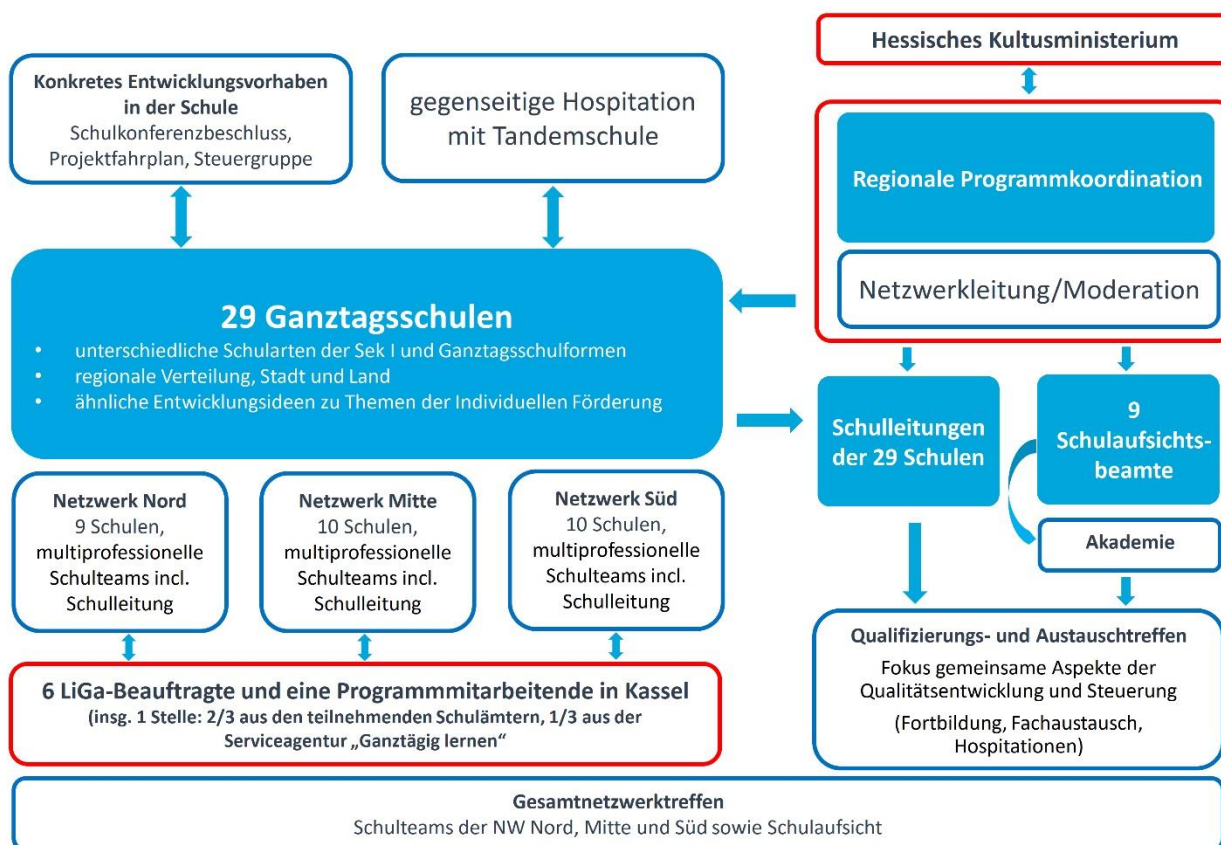 Hessisches Kultusministerium
Konkretes Entwicklungsvorhaben
in der Schule
Schulkonferenzbeschluss,
Projektfahrplan, Steuergruppe
gegenseitige Hospitation
mit Tandemschule
Regionale Programmkoordination
Netzwerkleitung/Moderation
29 Ganztagsschulen
• unterschiedliche Schularten der Sek I und Ganztagsschulformen
• regionale Verteilung, Stadt und Land
• ähnliche Entwicklungsideen zu Themen der Individuellen Förderung
Schulleitungen
der 29 Schulen
9
Schulaufsichts-
beamte
Akademie
Netzwerk Nord
9 Schulen,
multiprofessionelle
Schulteams incl.
Schulleitung
Netzwerk Mitte
10 Schulen,
multiprofessionelle
Schulteams incl.
Schulleitung
Netzwerk Süd
10 Schulen,
multiprofessionelle
Schulteams incl.
Schulleitung
Qualifizierungs- und Austauschtreffen
Fokus gemeinsame Aspekte der
Qualitätsentwicklung und Steuerung
(Fortbildung, Fachaustausch,
Hospitationen)
6 LiGa-Beauftragte und eine Programmmitarbeitende in Kassel
(insg. 1 Stelle: 2/3 aus den teilnehmenden Schulämtern, 1/3 aus der
Serviceagentur „Ganztägig lernen“
Gesamtnetzwerktreffen
Schulteams der NW Nord, Mitte und Süd sowie Schulaufsicht